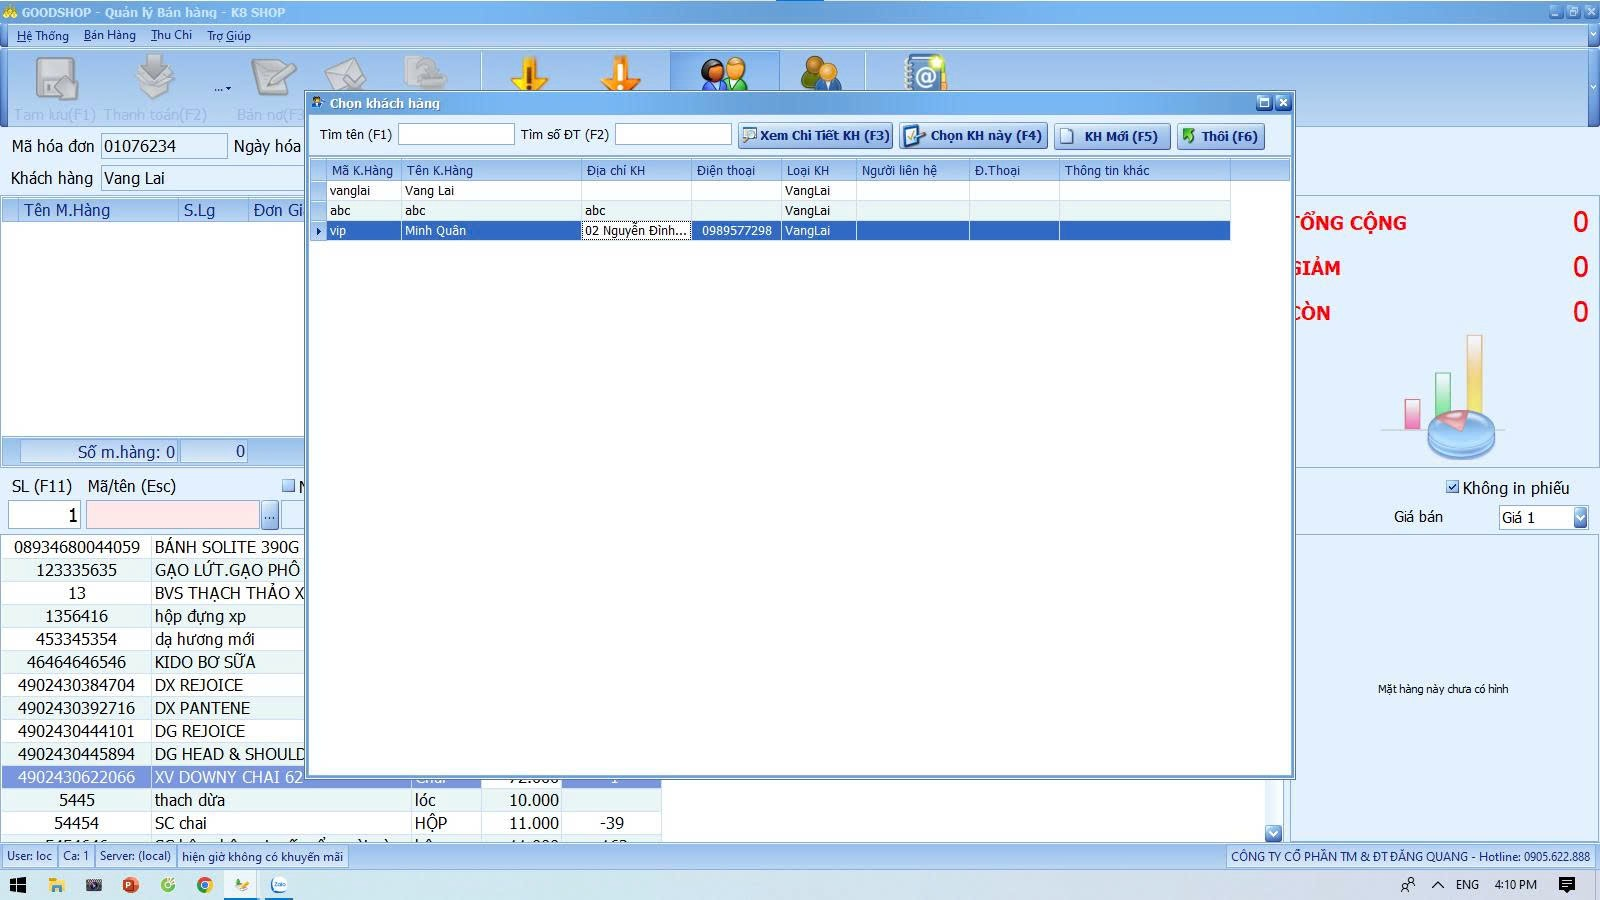 GOODSHOP - Quản lý Bán hàng - K8 SHOP
Hệ Thống Bán Hàng Thu Chi Trợ Giúp
Tạm lưu(F1) Thanh toán(F2) ... Bán nợ(F3
Mã hóa đơn 01076234 Ngày hóa
Khách hàng Vang Lai
Tên M.Hàng S.Lg Đơn Gi
Số m.hàng: 0 0
SL (F11) Mã/tên (Esc)
1 ...
Chọn khách hàng
Tìm tên (F1) Tìm số ĐT (F2) Xem Chi Tiết KH (F3) Chọn KH này (F4) KH Mới (F5) Thôi (F6)
Mã K.Hàng Tên K.Hàng Địa chỉ KH Điện thoại Loại KH Người liên hệ Đ.Thoại Thông tin khác
vanglai Vang Lai VangLai
abc abc abc VangLai
vip Minh Quân 02 Nguyễn Đình... 0989577298 VangLai
TỔNG CỘNG 0
GIẢM 0
CÒN 0
Không in phiếu
Giá bán Giá 1
Mặt hàng này chưa có hình
08934680044059 BÁNH SOLITE 390G
123335635 GẠO LỨT.GẠO PHÔ
13 BVS THẠCH THẢO X
1356416 hộp đựng xp
453345354 dạ hương mới
46464646546 KIDO BƠ SỮA
4902430384704 DX REJOICE
4902430392716 DX PANTENE
4902430444101 DG REJOICE
4902430445894 DG HEAD & SHOULD
4902430622066 XV DOWNY CHAI 62
5445 thach dừa lóc 10.000
54454 SC chai HỘP 11.000 -39
User: loc Ca: 1 Server: (local) hiện giờ không có khuyến mãi
CÔNG TY CỔ PHẦN TM & ĐT ĐĂNG QUANG - Hotline: 0905.622.888
Zalo
ENG 4:10 PM